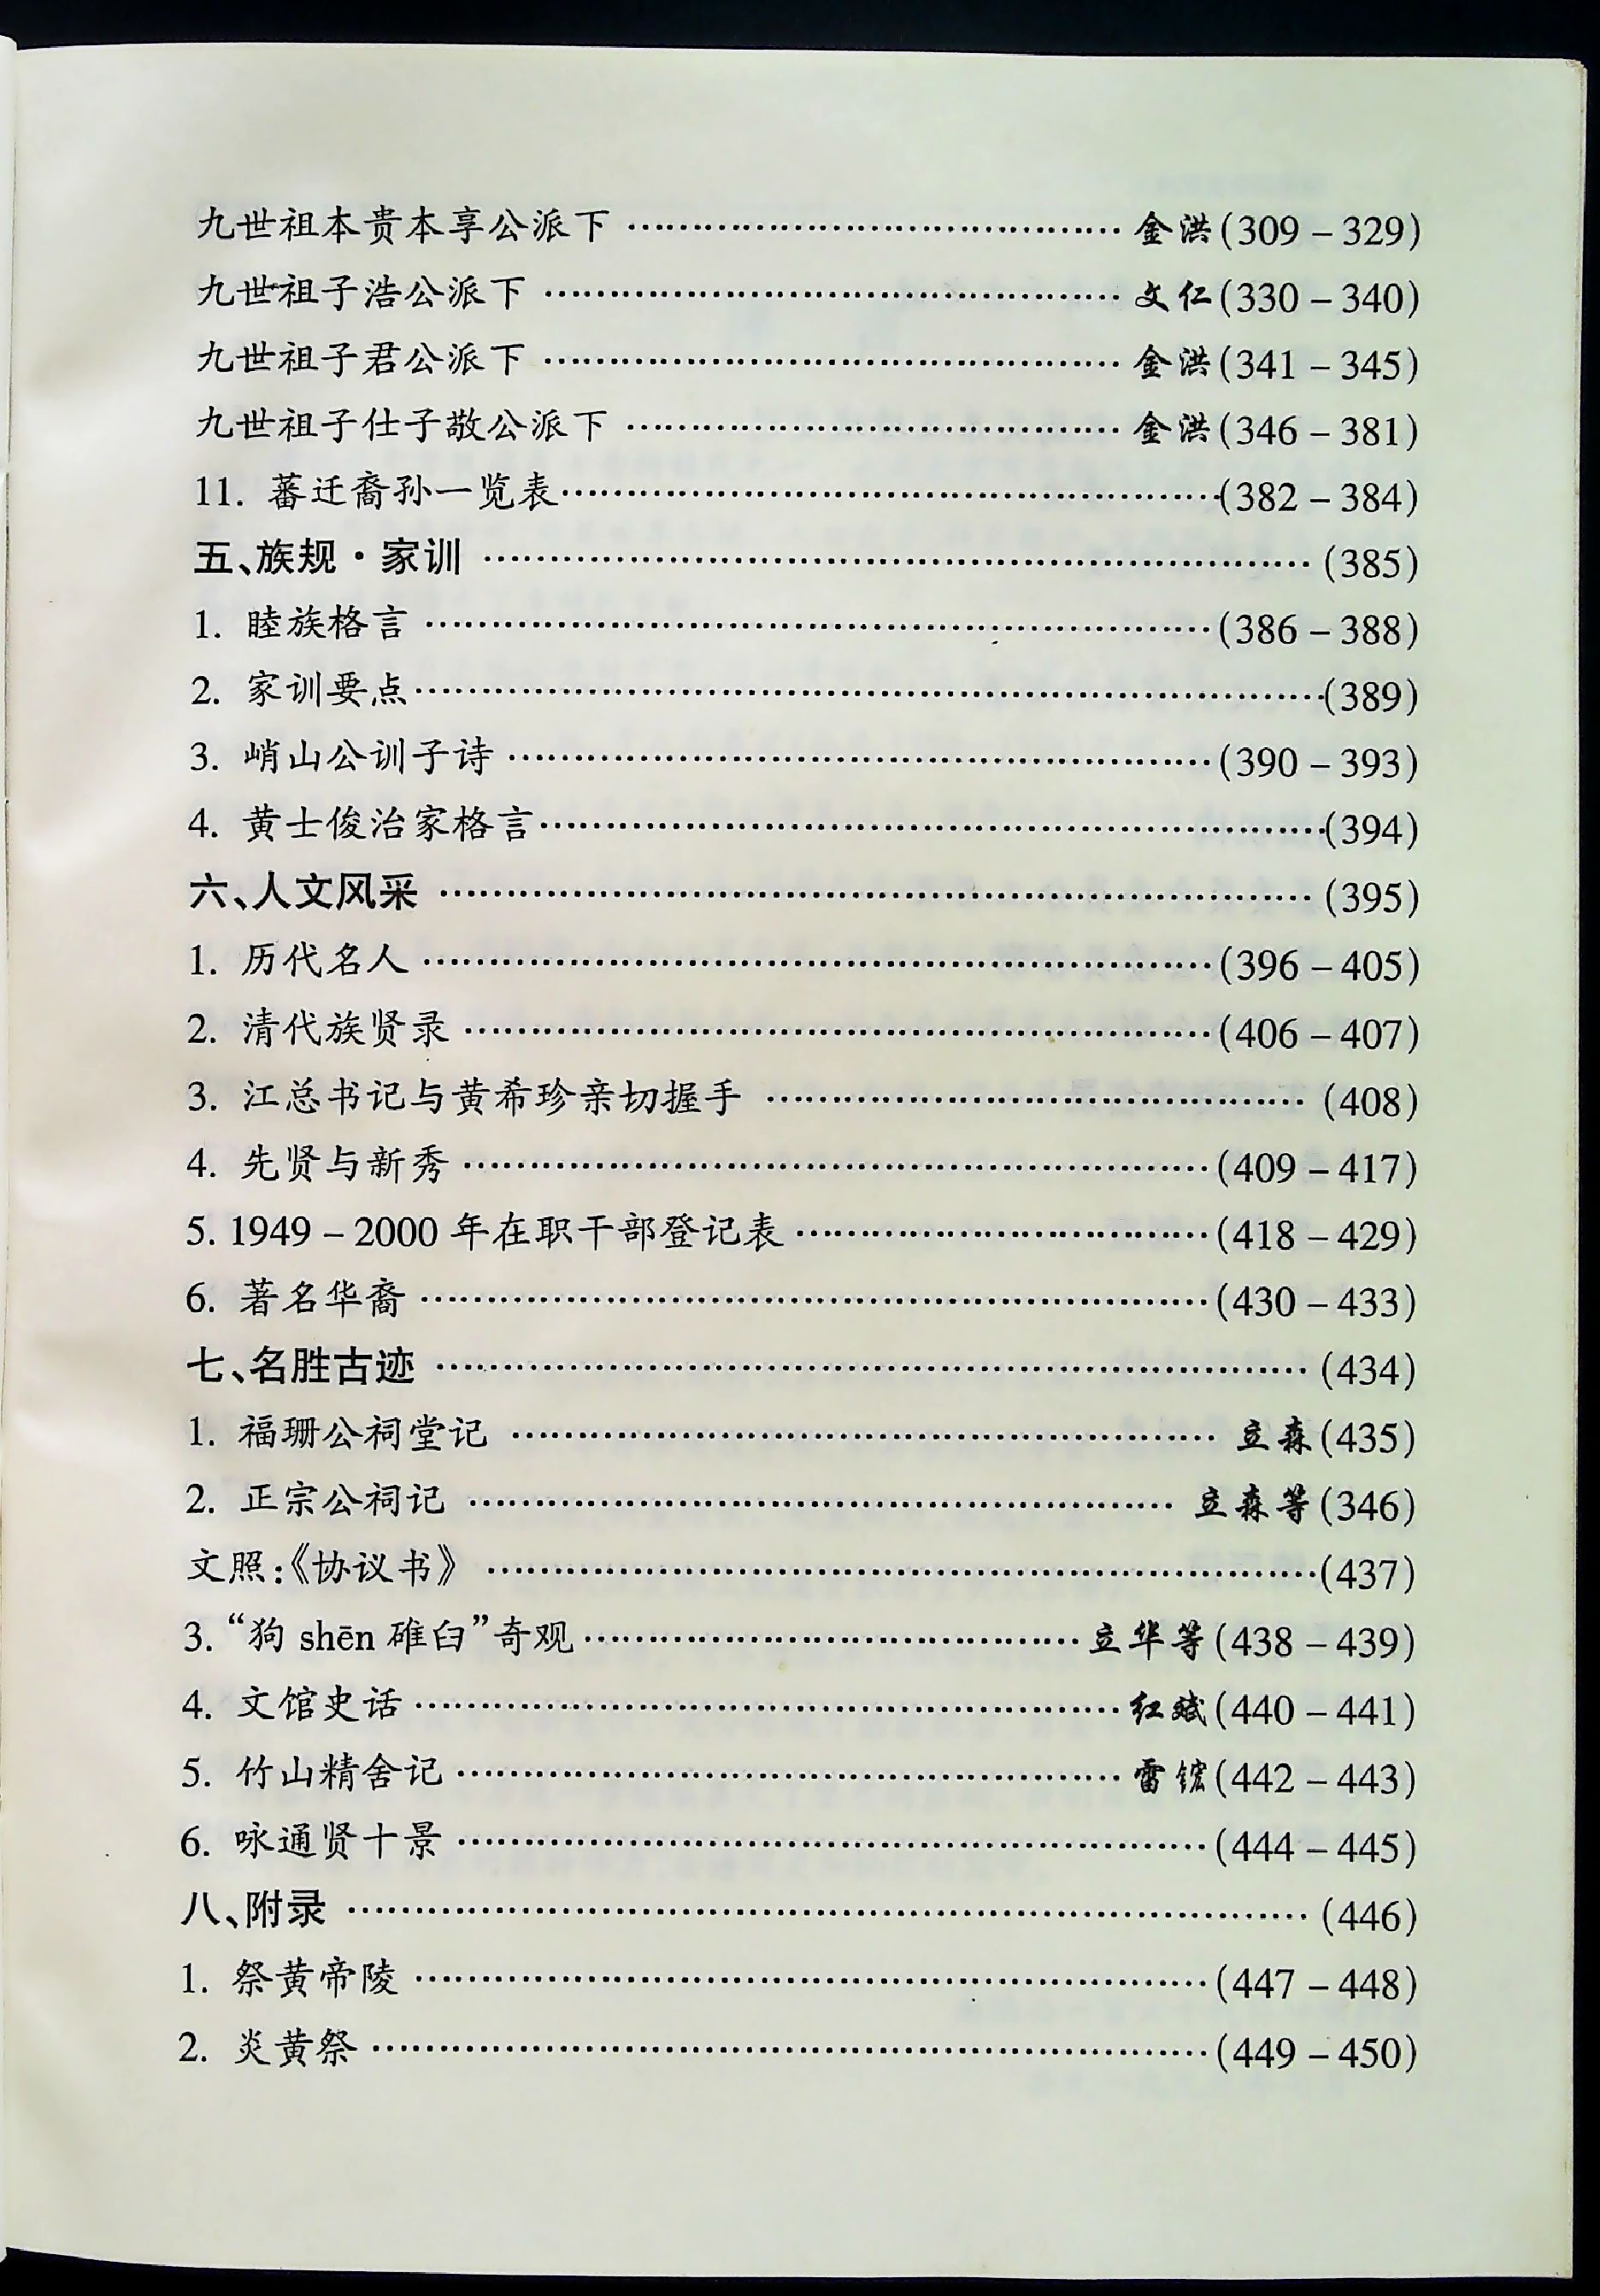 九世祖本贵本享公派下 …………………………………… 金洪(309－329)
九世祖子浩公派下 …………………………………… 文仁(330－340)
九世祖子君公派下 …………………………………… 金洪(341－345)
九世祖子仕子敬公派下 …………………………………… 金洪(346－381)
11. 蕃迁裔孙一览表……………………………………(382－384)
五、族规·家训 …………………………………… (385)
1. 睦族格言 ……………………………………(386－388)
2. 家训要点……………………………………(389)
3. 峭山公训子诗 ……………………………………(390－393)
4. 黄士俊治家格言……………………………………(394)
六、人文风采 …………………………………… (395)
1. 历代名人 ……………………………………(396－405)
2. 清代族贤录 ……………………………………(406－407)
3. 江总书记与黄希珍亲切握手 …………………………………… (408)
4. 先贤与新秀 ……………………………………(409－417)
5. 1949－2000 年在职干部登记表 ……………………………………(418－429)
6. 著名华裔 ……………………………………(430－433)
七、名胜古迹 …………………………………… (434)
1. 福珊公祠堂记 …………………………………… 立森(435)
2. 正宗公祠记 …………………………………… 立森等(346)
文照:《协议书》 ……………………………………(437)
3. “狗 shēn 碓臼”奇观……………………………………立华等(438－439)
4. 文馆史话 ……………………………………红斌(440－441)
5. 竹山精舍记 ……………………………………雷鋐(442－443)
6. 咏通贤十景 ……………………………………(444－445)
八、附录 …………………………………… (446)
1. 祭黄帝陵 ……………………………………(447－448)
2. 炎黄祭 ……………………………………(449－450)